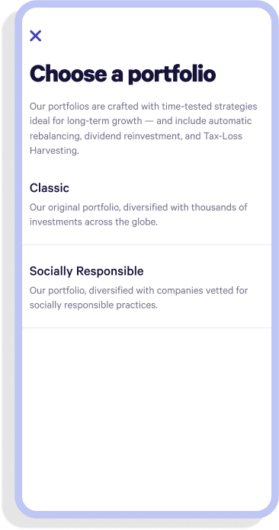 Choose a portfolio
Our portfolios are crafted with time-tested strategies
ideal for long-term growth — and include automatic
rebalancing, dividend reinvestment, and Tax-Loss
Harvesting.
Classic
Our original portfolio, diversified with thousands of
investments across the globe.
Socially Responsible
Our portfolio, diversified with companies vetted for
socially responsible practices.